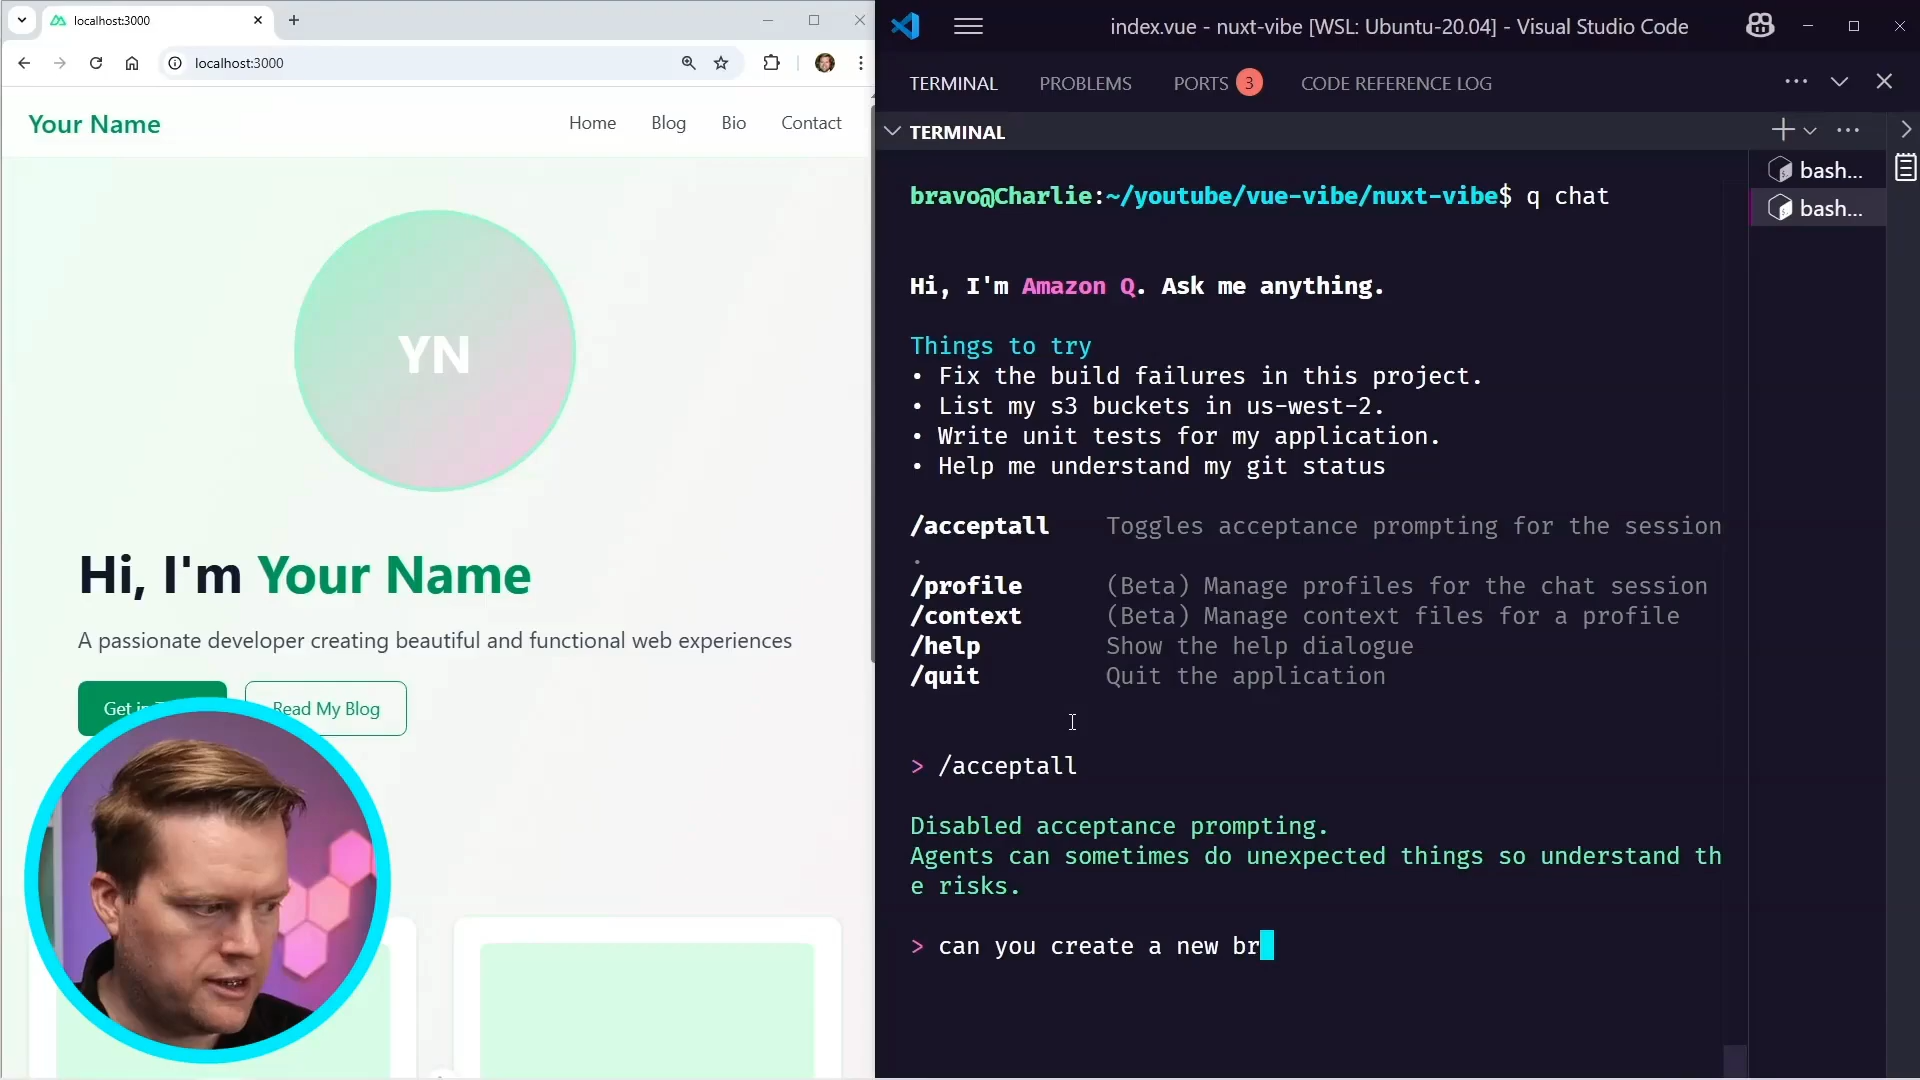 localhost:3000
localhost:3000
Your Name
Home
Blog
Bio
Contact
YN
Hi, I'm Your Name
A passionate developer creating beautiful and functional web experiences
Get in
Read My Blog
index.vue - nuxt-vibe [WSL: Ubuntu-20.04] - Visual Studio Code
TERMINAL
PROBLEMS
PORTS
3
CODE REFERENCE LOG
TERMINAL
bash...
bash...
bravo@Charlie:~/youtube/vue-vibe/nuxt-vibe$ q chat
Hi, I'm Amazon Q. Ask me anything.
Things to try
• Fix the build failures in this project.
• List my s3 buckets in us-west-2.
• Write unit tests for my application.
• Help me understand my git status
/acceptall Toggles acceptance prompting for the session
.
/profile (Beta) Manage profiles for the chat session
/context (Beta) Manage context files for a profile
/help Show the help dialogue
/quit Quit the application
> /acceptall
Disabled acceptance prompting.
Agents can sometimes do unexpected things so understand th
e risks.
> can you create a new br